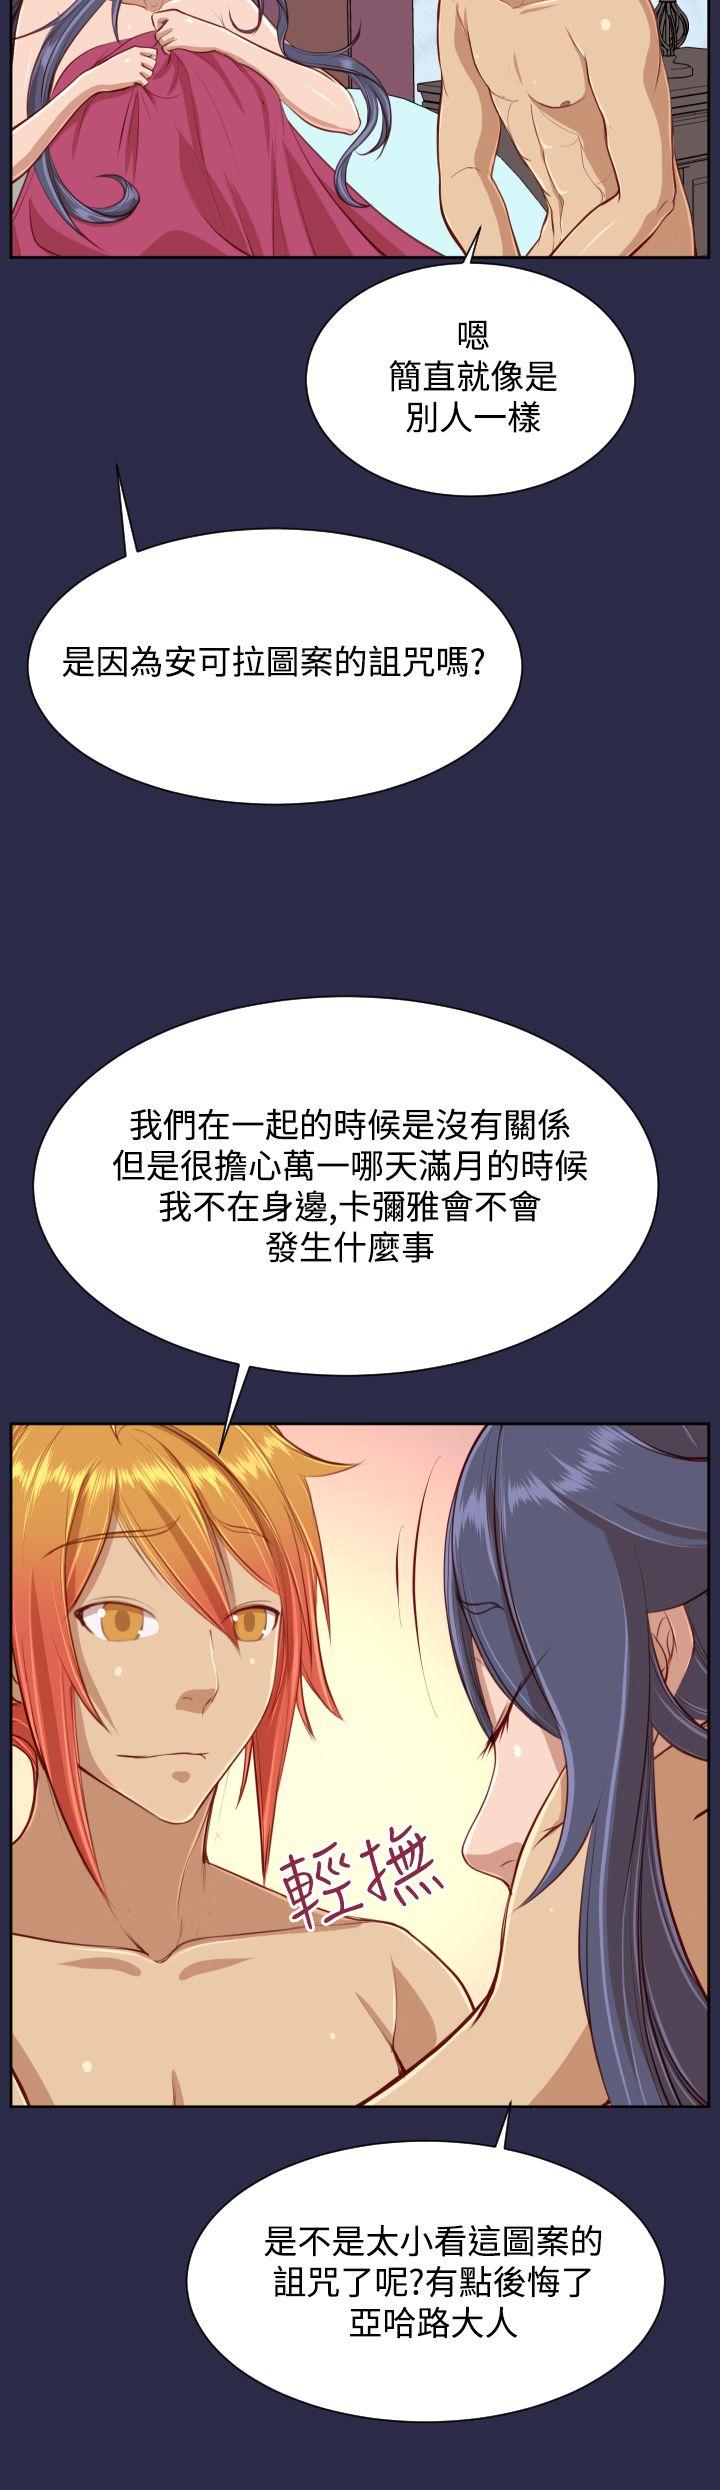 嗯
簡直就像是
別人一樣
是因為安可拉圖案的詛咒嗎?
我們在一起的時候是沒有關係
但是很擔心萬一哪天滿月的時候
我不在身邊,卡彌雅會不會
發生什麼事
輕撫
是不是太小看這圖案的
詛咒了呢?有點後悔了
亞哈路大人